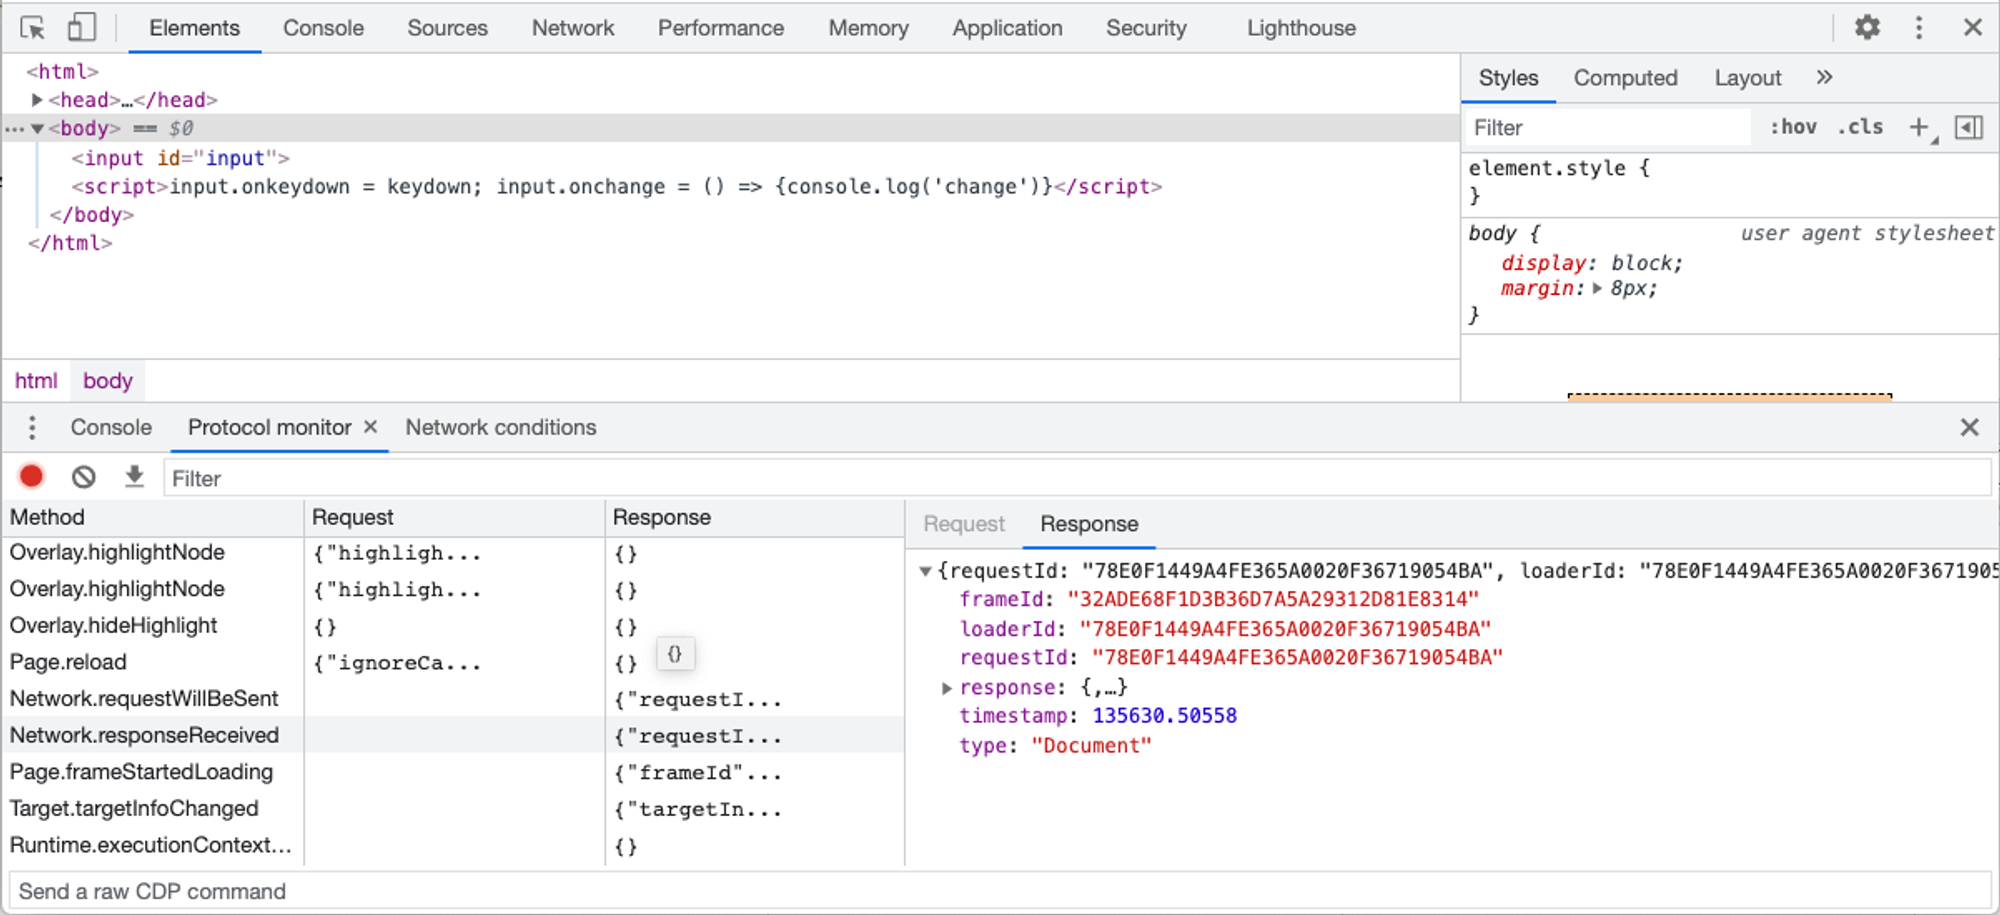 Elements Console Sources Network Performance Memory Application Security Lighthouse
<html>
<head>…</head>
… <body> == $0
<input id="input">
<script>input.onkeydown = keydown; input.onchange = () => {console.log('change')}</script>
</body>
</html>
html body
Styles Computed Layout »
Filter :hov .cls +
element.style {
}
body { user agent stylesheet
display: block;
margin: 8px;
}
Console Protocol monitor × Network conditions
Filter
Method Request Response
Overlay.highlightNode {"highligh... {}
Overlay.highlightNode {"highligh... {}
Overlay.hideHighlight {} {}
Page.reload {"ignoreCa... {}
{}
Network.requestWillBeSent {"requestI...
Network.responseReceived {"requestI...
Page.frameStartedLoading {"frameId"...
Target.targetInfoChanged {"targetIn...
Runtime.executionContext… {}
Request Response
{requestId: "78E0F1449A4FE365A0020F36719054BA", loaderId: "78E0F1449A4FE365A0020F3671905
frameId: "32ADE68F1D3B36D7A5A29312D81E8314"
loaderId: "78E0F1449A4FE365A0020F36719054BA"
requestId: "78E0F1449A4FE365A0020F36719054BA"
response: {,…}
timestamp: 135630.50558
type: "Document"
Send a raw CDP command